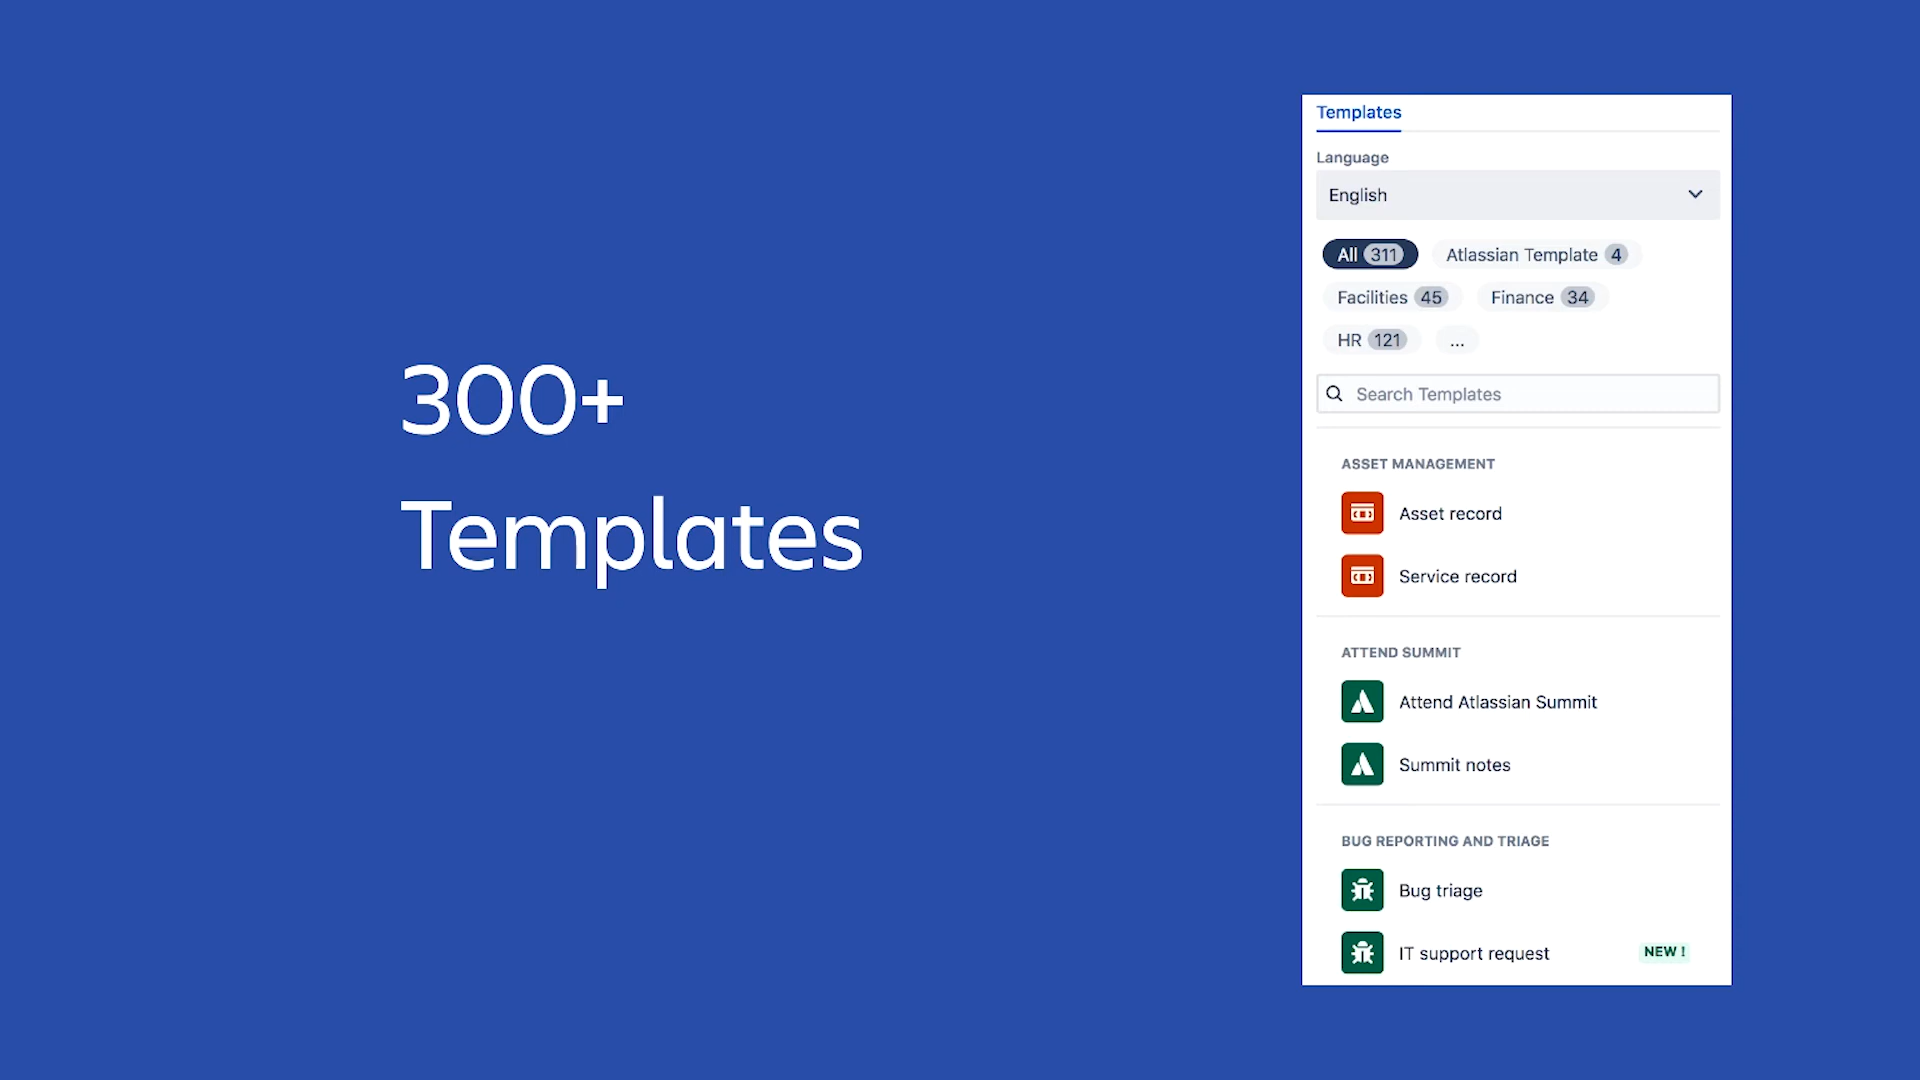 300+
Templates
Templates
Language
English
All 311 Atlassian Template 4
Facilities 45 Finance 34
HR 121 ...
Search Templates
ASSET MANAGEMENT
Asset record
Service record
ATTEND SUMMIT
Attend Atlassian Summit
Summit notes
BUG REPORTING AND TRIAGE
Bug triage
IT support request NEW !